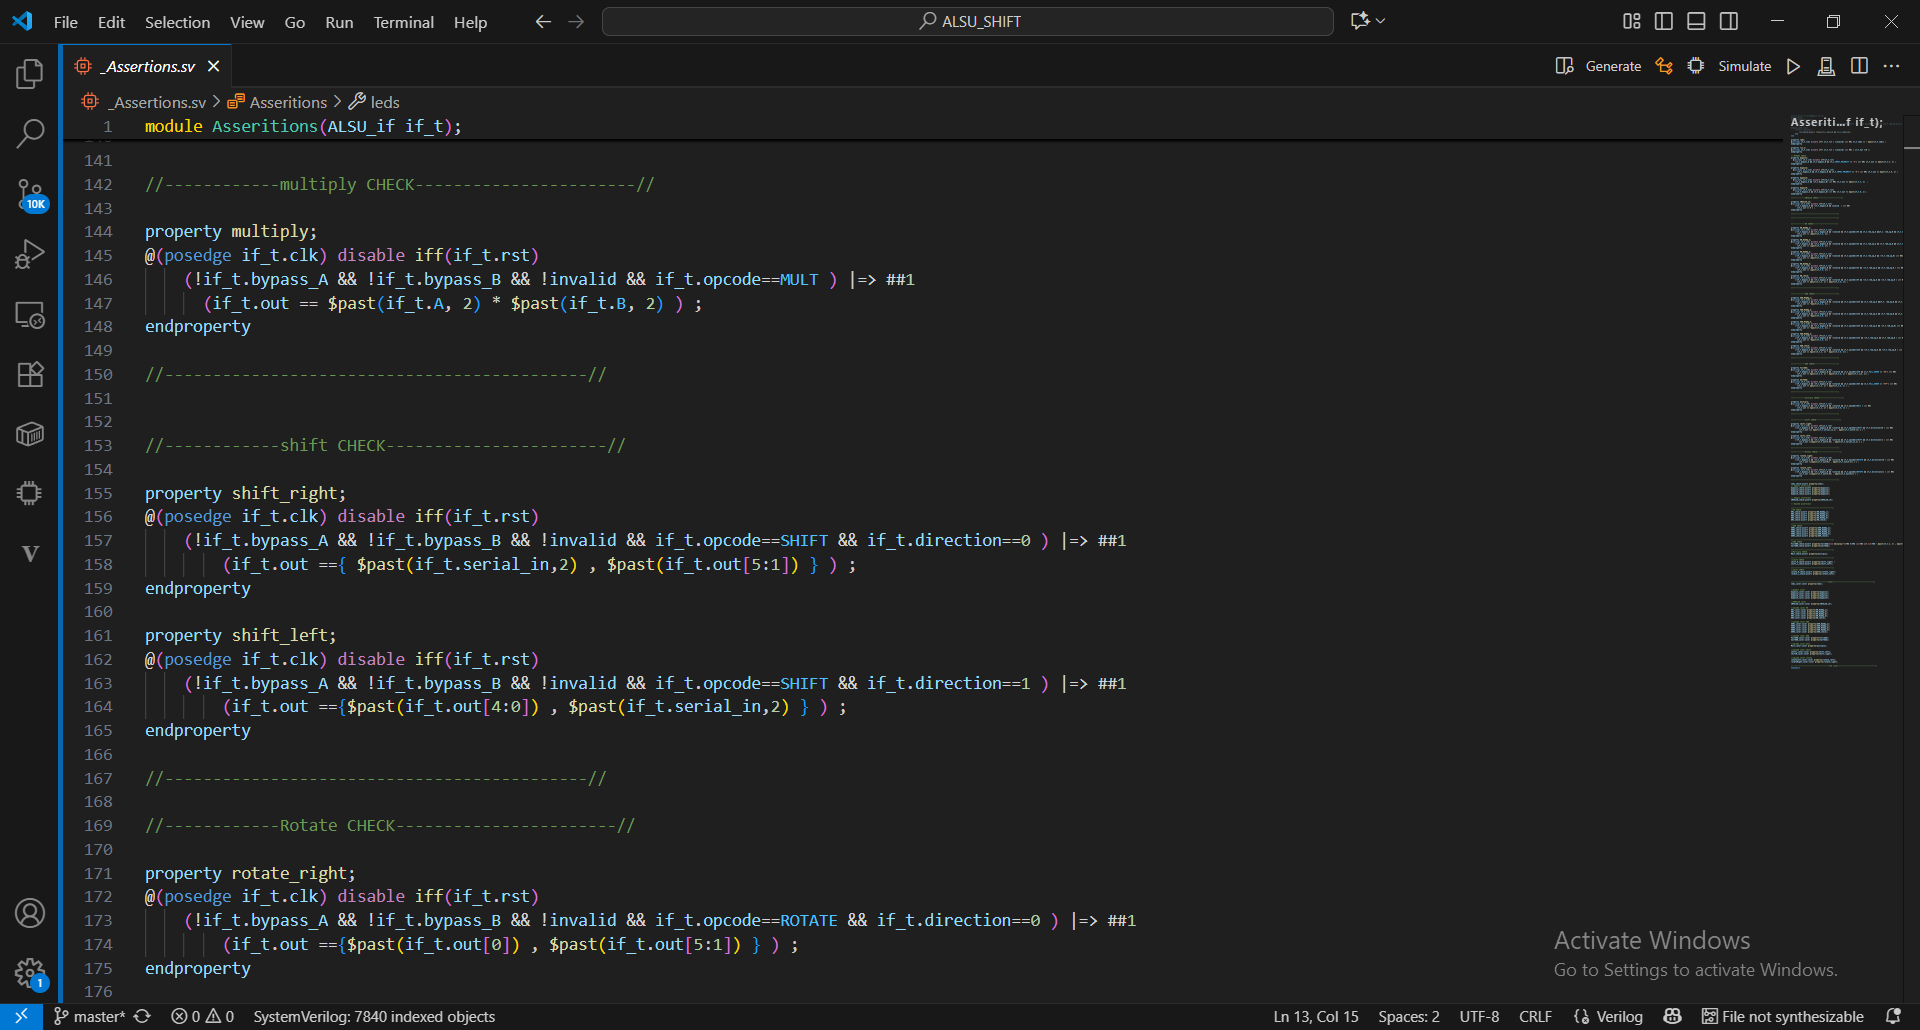 File Edit Selection View Go Run Terminal Help ALSU_SHIFT
_Assertions.sv Generate Simulate
_Assertions.sv > Asseritions > leds
1 module Asseritions(ALSU_if if_t);
Asseriti...f if_t);
141
142 //------------multiply CHECK-----------------------//
143
144 property multiply;
145 @(posedge if_t.clk) disable iff(if_t.rst)
146 (!if_t.bypass_A && !if_t.bypass_B && !invalid && if_t.opcode==MULT ) |=> ##1
147 (if_t.out == $past(if_t.A, 2) * $past(if_t.B, 2) ) ;
148 endproperty
149
150 //--------------------------------------------//
151
152
153 //------------shift CHECK-----------------------//
154
155 property shift_right;
156 @(posedge if_t.clk) disable iff(if_t.rst)
157 (!if_t.bypass_A && !if_t.bypass_B && !invalid && if_t.opcode==SHIFT && if_t.direction==0 ) |=> ##1
158 (if_t.out =={ $past(if_t.serial_in,2) , $past(if_t.out[5:1]) } ) ;
159 endproperty
160
161 property shift_left;
162 @(posedge if_t.clk) disable iff(if_t.rst)
163 (!if_t.bypass_A && !if_t.bypass_B && !invalid && if_t.opcode==SHIFT && if_t.direction==1 ) |=> ##1
164 (if_t.out =={$past(if_t.out[4:0]) , $past(if_t.serial_in,2) } ) ;
165 endproperty
166
167 //--------------------------------------------//
168
169 //------------Rotate CHECK-----------------------//
170
171 property rotate_right;
172 @(posedge if_t.clk) disable iff(if_t.rst)
173 (!if_t.bypass_A && !if_t.bypass_B && !invalid && if_t.opcode==ROTATE && if_t.direction==0 ) |=> ##1
174 (if_t.out =={$past(if_t.out[0]) , $past(if_t.out[5:1]) } ) ;
175 endproperty
176
10K
V
1
Activate Windows
Go to Settings to activate Windows.
master* 0 0 SystemVerilog: 7840 indexed objects Ln 13, Col 15 Spaces: 2 UTF-8 CRLF Verilog File not synthesizable